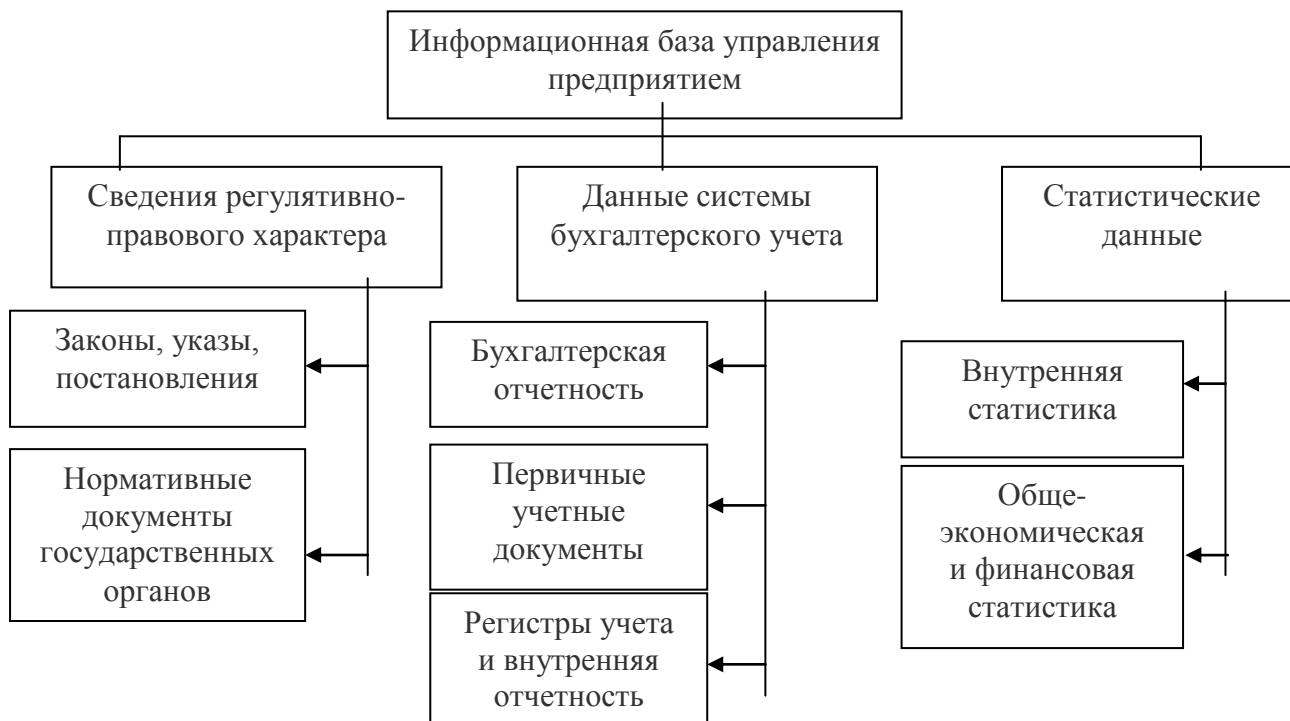 Информационная база управления
предприятием
Сведения регулятивно-
правового характера
Данные системы
бухгалтерского учета
Статистические
данные
Законы, указы,
постановления
Нормативные
документы
государственных
органов
Бухгалтерская
отчетность
Первичные
учетные
документы
Регистры учета
и внутренняя
отчетность
Внутренняя
статистика
Обще-
экономическая
и финансовая
статистика